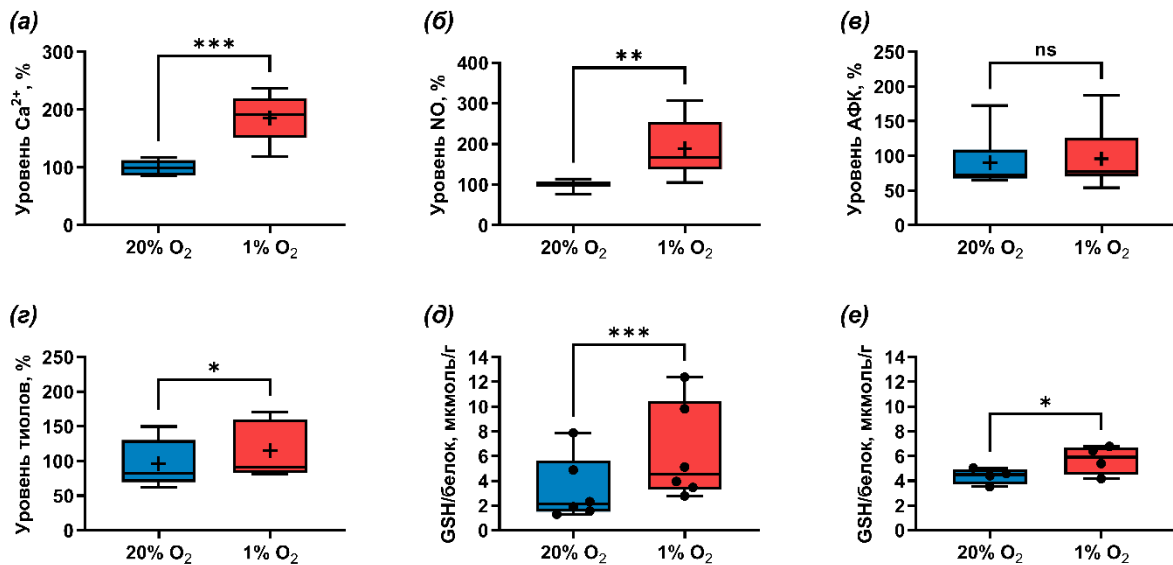 (а)
Уровень Ca²⁺, %
300
200
100
0
***
20% O₂
1% O₂
(б)
Уровень NO, %
400
300
200
100
0
**
20% O₂
1% O₂
(в)
Уровень АФК, %
250
200
150
100
50
0
ns
20% O₂
1% O₂
(г)
Уровень тиолов, %
250
200
150
100
50
0
*
20% O₂
1% O₂
(д)
GSH/белок, мкмоль/г
14
12
10
8
6
4
2
0
***
20% O₂
1% O₂
(е)
GSH/белок, мкмоль/г
14
12
10
8
6
4
2
0
*
20% O₂
1% O₂